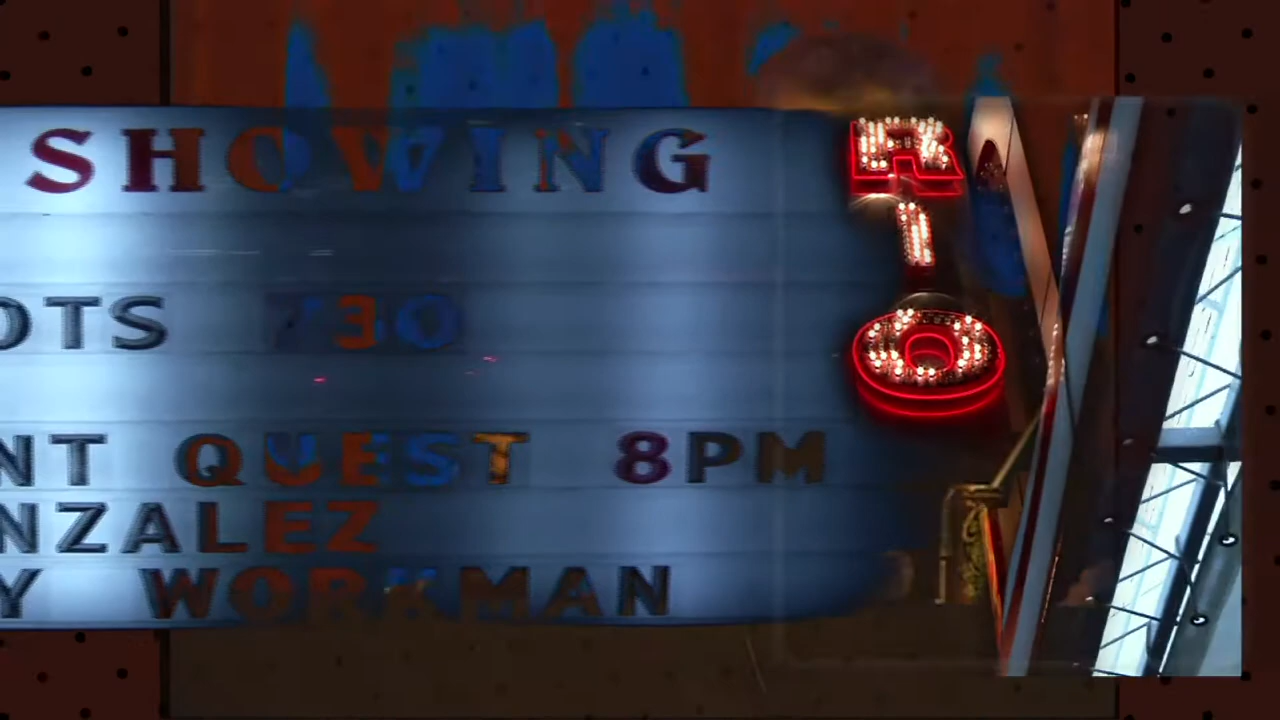 SHOWING
OTS 730
NT QUEST 8PM
NZALEZ
Y WORKMAN
RIO